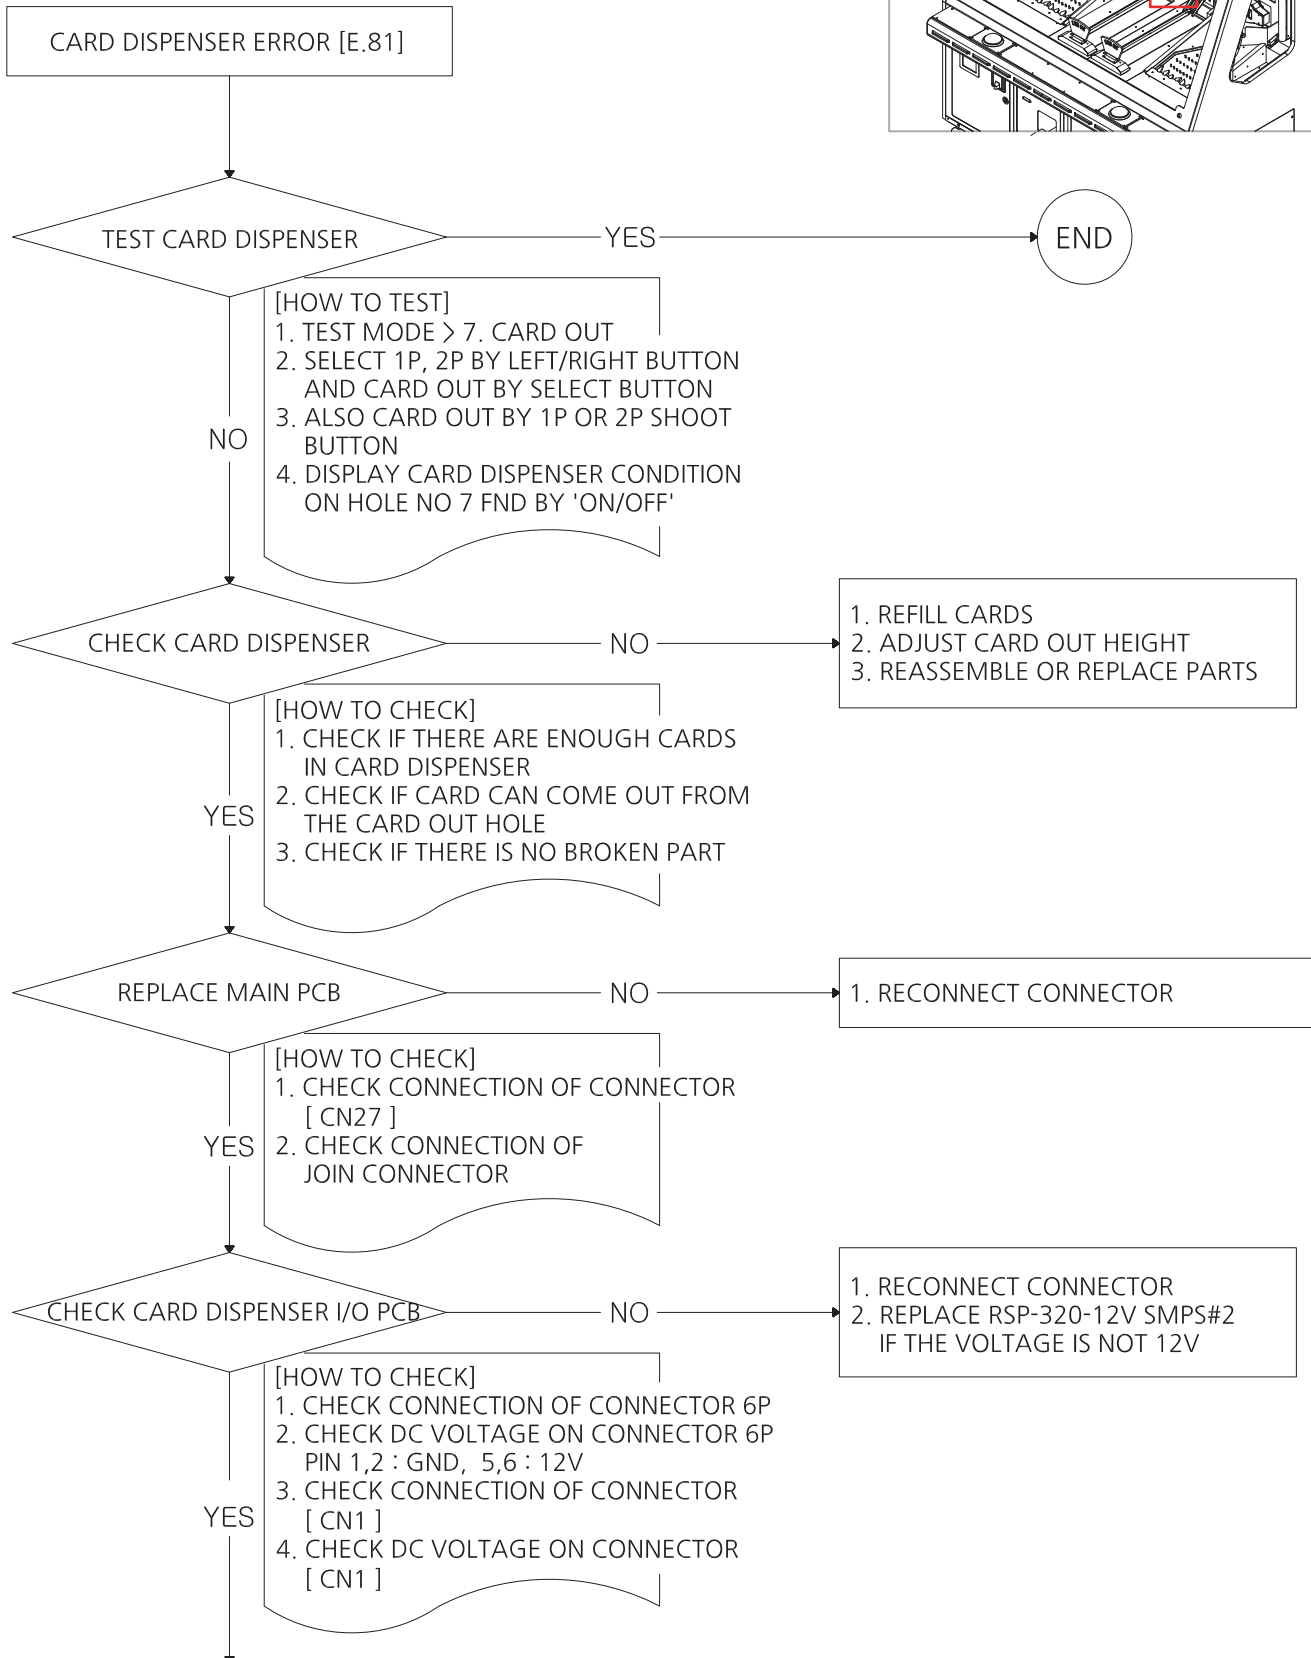 CARD DISPENSER ERROR [E.81]
TEST CARD DISPENSER
YES
END
[HOW TO TEST]
1. TEST MODE > 7. CARD OUT
2. SELECT 1P, 2P BY LEFT/RIGHT BUTTON
AND CARD OUT BY SELECT BUTTON
3. ALSO CARD OUT BY 1P OR 2P SHOOT
BUTTON
4. DISPLAY CARD DISPENSER CONDITION
ON HOLE NO 7 FND BY 'ON/OFF'
NO
CHECK CARD DISPENSER
NO
1. REFILL CARDS
2. ADJUST CARD OUT HEIGHT
3. REASSEMBLE OR REPLACE PARTS
[HOW TO CHECK]
1. CHECK IF THERE ARE ENOUGH CARDS
IN CARD DISPENSER
2. CHECK IF CARD CAN COME OUT FROM
THE CARD OUT HOLE
3. CHECK IF THERE IS NO BROKEN PART
YES
REPLACE MAIN PCB
NO
1. RECONNECT CONNECTOR
[HOW TO CHECK]
1. CHECK CONNECTION OF CONNECTOR
[ CN27 ]
2. CHECK CONNECTION OF
JOIN CONNECTOR
YES
CHECK CARD DISPENSER I/O PCB
NO
1. RECONNECT CONNECTOR
2. REPLACE RSP-320-12V SMPS#2
IF THE VOLTAGE IS NOT 12V
[HOW TO CHECK]
1. CHECK CONNECTION OF CONNECTOR 6P
2. CHECK DC VOLTAGE ON CONNECTOR 6P
PIN 1,2 : GND, 5,6 : 12V
3. CHECK CONNECTION OF CONNECTOR
[ CN1 ]
4. CHECK DC VOLTAGE ON CONNECTOR
[ CN1 ]
YES